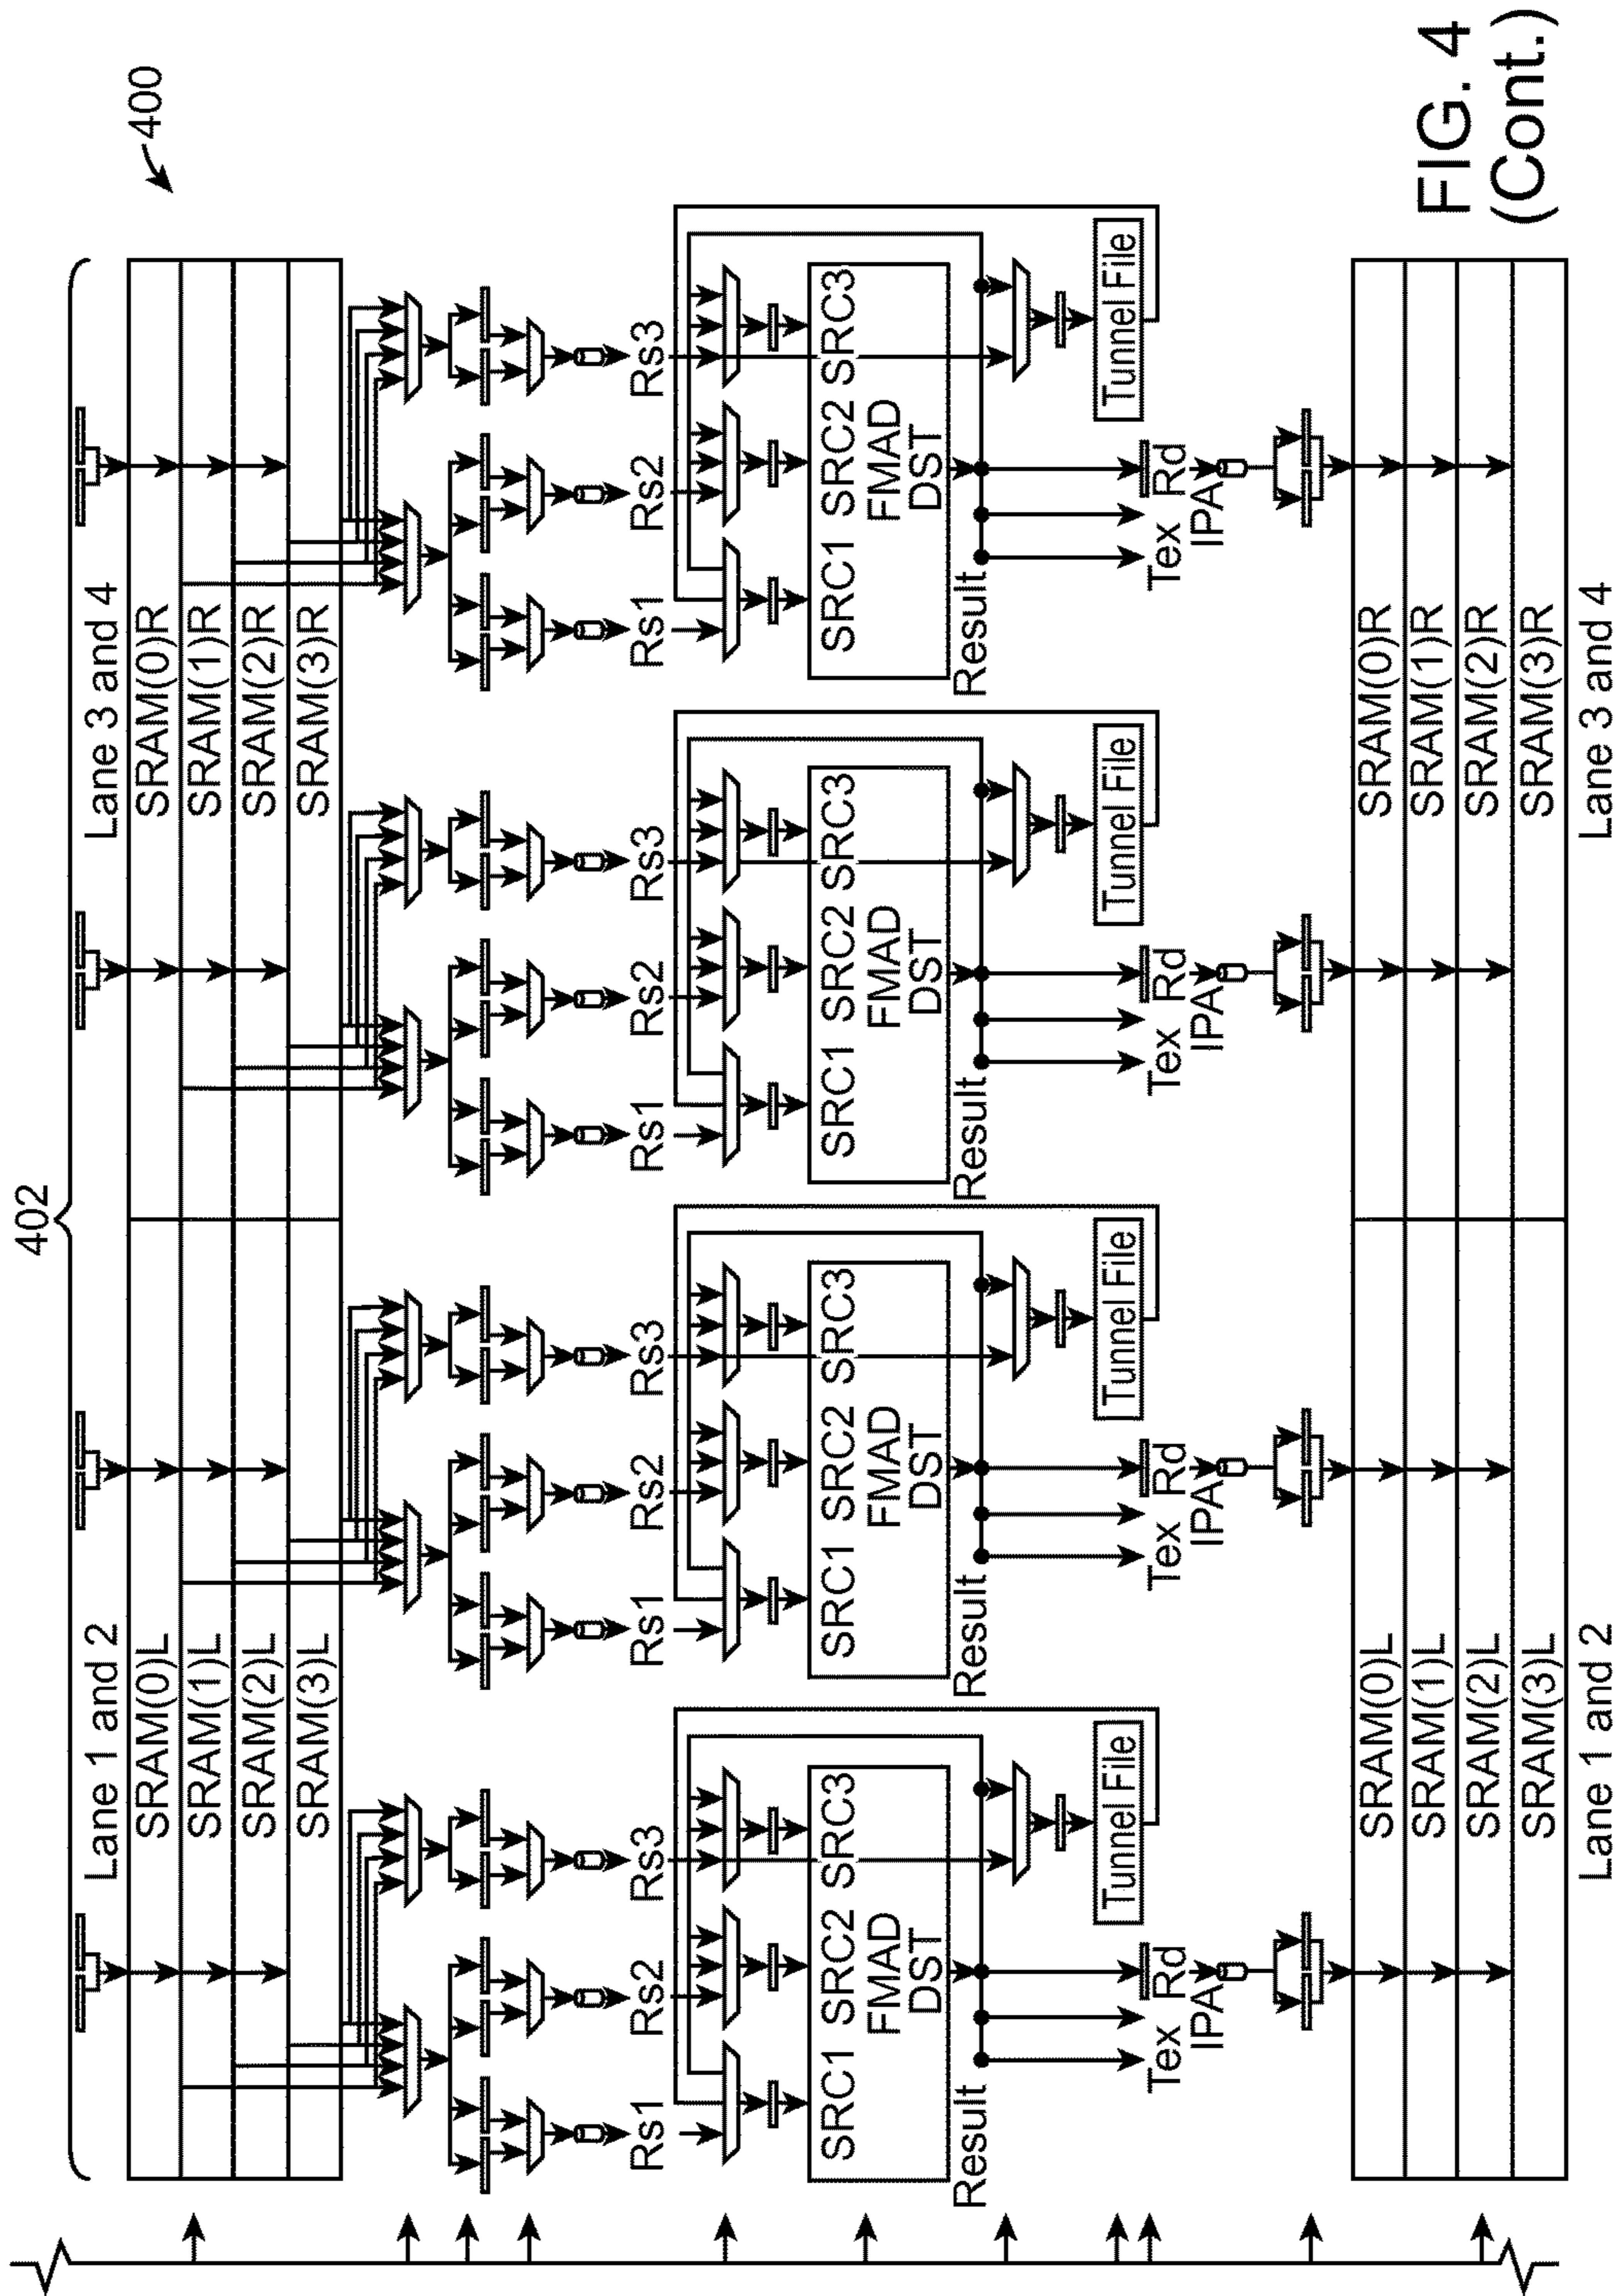 400
402
Lane 1 and 2
Lane 3 and 4
SRAM(0)L
SRAM(0)R
SRAM(1)L
SRAM(1)R
SRAM(2)L
SRAM(2)R
SRAM(3)L
SRAM(3)R
Rs1 Rs2 Rs3
Rs1 Rs2 Rs3
Rs1 Rs2 Rs3
Rs1 Rs2 Rs3
SRC1 SRC2 SRC3
SRC1 SRC2 SRC3
SRC1 SRC2 SRC3
SRC1 SRC2 SRC3
FMAD
FMAD
FMAD
FMAD
DST
DST
DST
DST
Result
Result
Result
Result
Tunnel File
Tunnel File
Tunnel File
Tunnel File
Tex Rd
Tex Rd
Tex Rd
Tex Rd
IPA
IPA
IPA
IPA
SRAM(0)L
SRAM(0)R
SRAM(1)L
SRAM(1)R
SRAM(2)L
SRAM(2)R
SRAM(3)L
SRAM(3)R
Lane 1 and 2
Lane 3 and 4
FIG. 4
(Cont.)